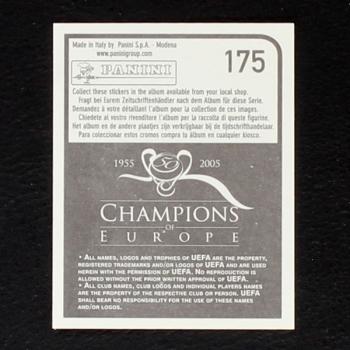 Made in Italy by Panini S.p.A. - Modena
www.paninigroup.com
175
PANINI
Collect these stickers in the album available from your local shop.
Fragt bei Eurem Zeitschriftenhändler nach dem Album für diese Serie.
Demandez à votre détaillant l'album pour la collection de ces images.
Chiedete al vostro rivenditore l'album per la raccolta di queste figurine.
Het album en de andere plaatjes zijn verkrijgbaar bij de tijdschrifthandelaar.
Para coleccionar estos cromos compra tu álbum en cualquier kiosco.
1955 50 2005
CHAMPIONS
OF
EUROPE
• ALL NAMES, LOGOS AND TROPHIES OF UEFA ARE THE PROPERTY,
REGISTERED TRADEMARKS AND/OR LOGOS OF UEFA AND ARE USED
HEREIN WITH THE PERMISSION OF UEFA. NO REPRODUCTION IS
ALLOWED WITHOUT THE PRIOR WRITTEN APPROVAL OF UEFA.
• ALL CLUB NAMES, CLUB LOGOS AND INDIVIDUAL PLAYERS NAMES
ARE THE PROPERTY OF THE RESPECTIVE CLUB OR PERSON. UEFA
SHALL BEAR NO RESPONSIBILITY FOR THE USE OF THESE NAMES
AND/OR LOGOS.